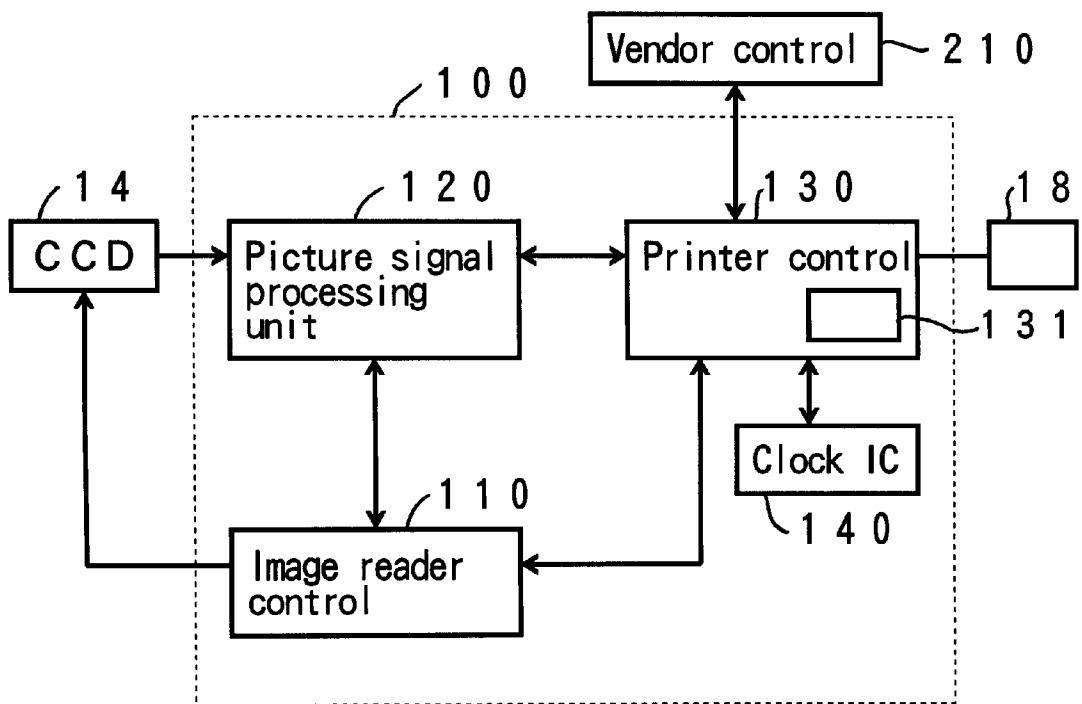 Vendor control
210
100
14
120
130
18
CCD
Picture signal
processing
unit
Printer control
131
Clock IC
110
140
Image reader
control